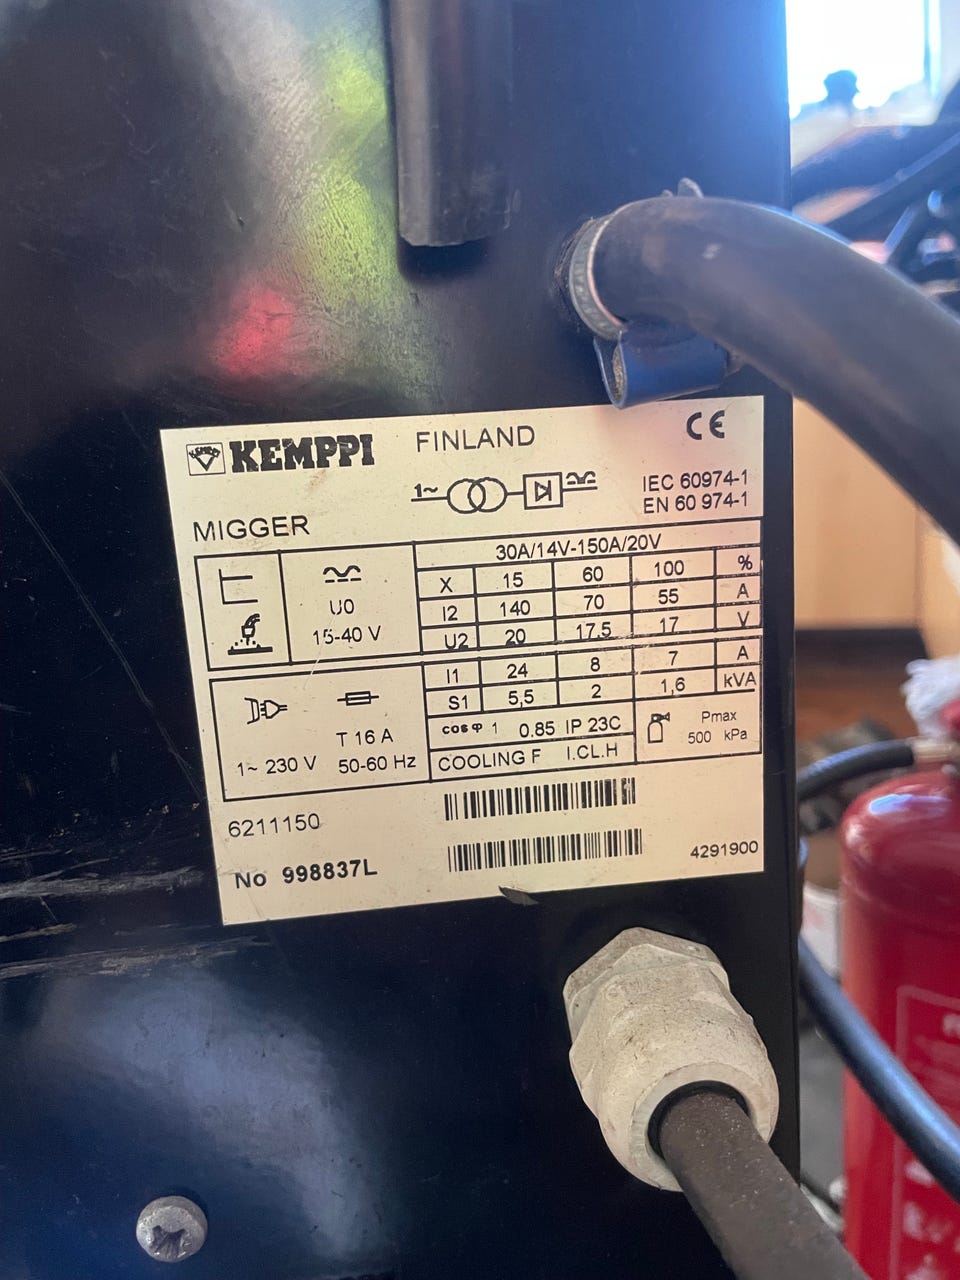 KEMPPI FINLAND CE
1~
IEC 60974-1
EN 60 974-1
MIGGER
30A/14V-150A/20V
X 15 60 100 %
I2 140 70 55 A
U2 20 17.5 17 V
U0
15-40 V
I1 24 8 7 A
S1 5,5 2 1,6 kVA
cos φ 1 0.85 IP 23C
COOLING F I.CL.H
T 16 A
1~ 230 V 50-60 Hz
Pmax
500 kPa
6211150
No 998837L
4291900